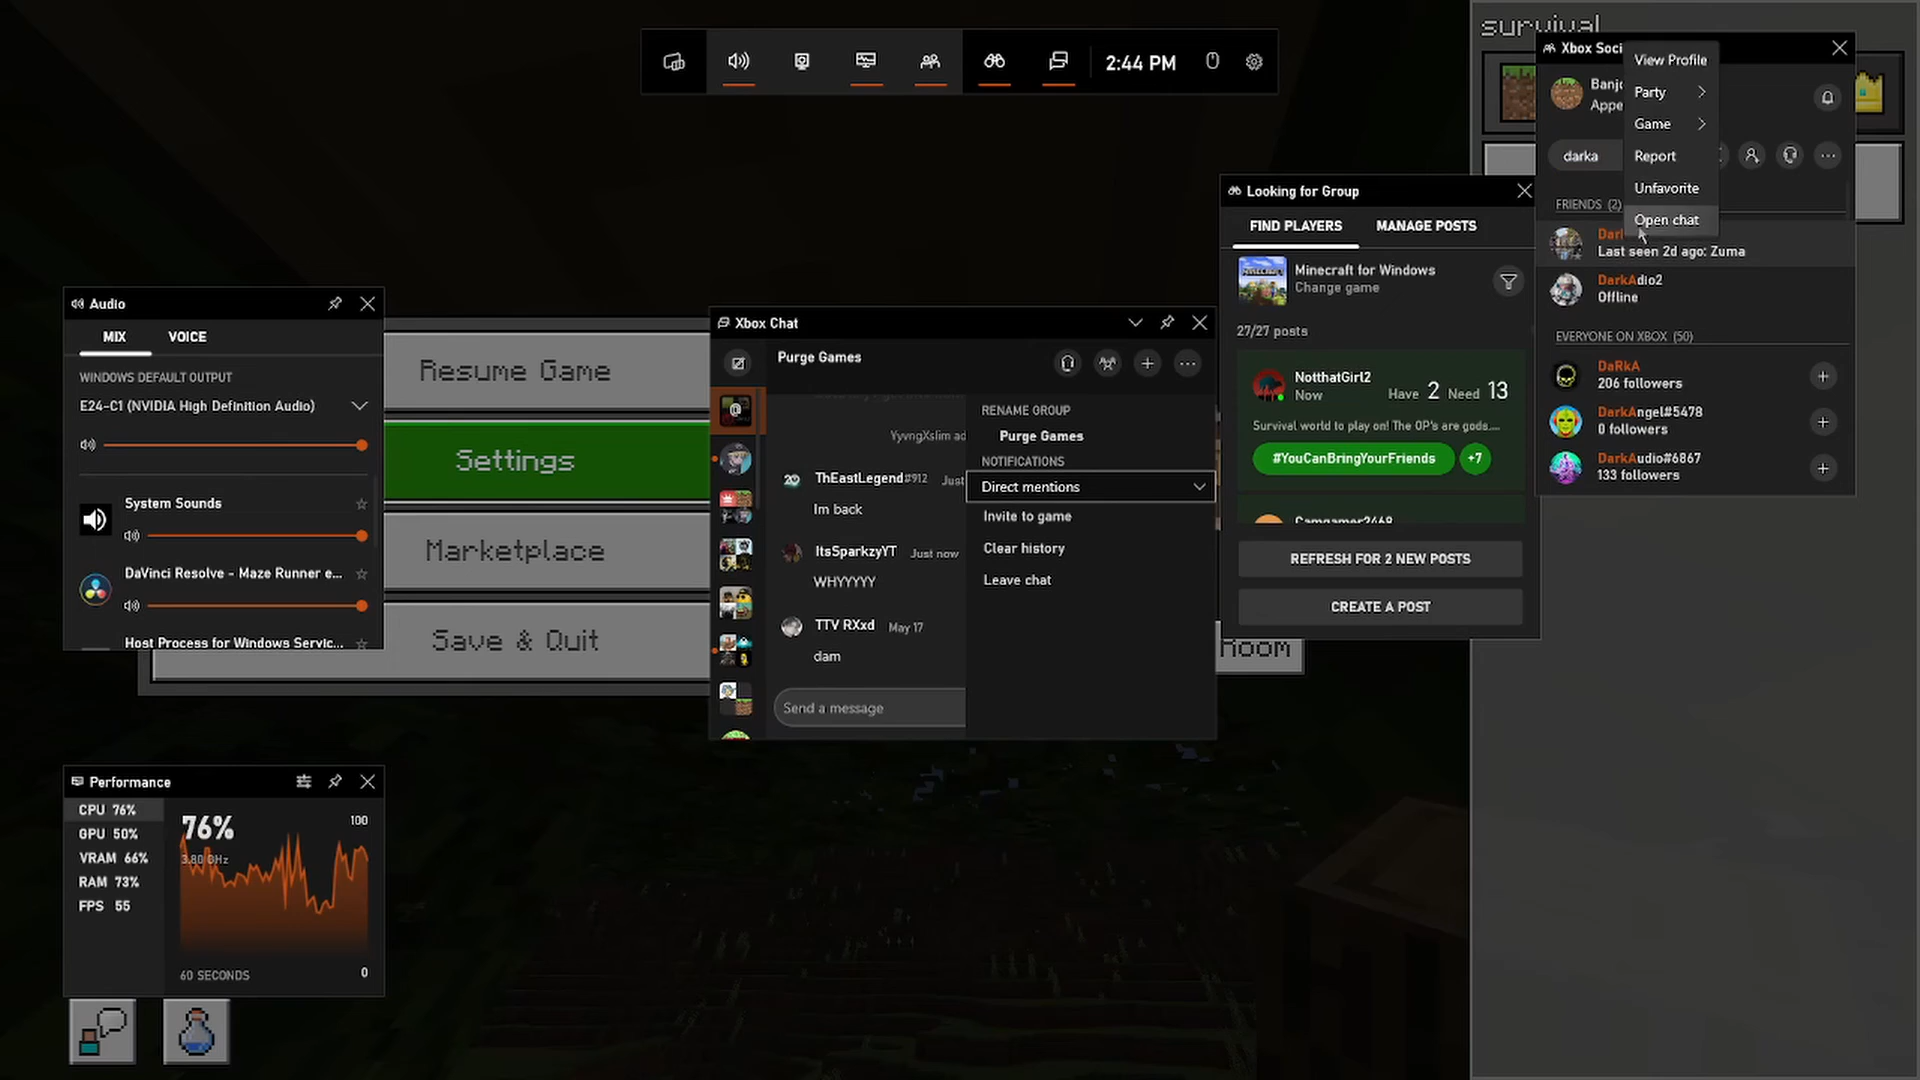 2:44 PM
survival
Xbox Soci
View Profile
Party
Game
Report
Unfavorite
Open chat
Banjo
Appe
darka
FRIENDS (2)
Dar
Last seen 2d ago: Zuma
DarkAdio2
Offline
EVERYONE ON XBOX (50)
DaRkA
206 followers
DarkAngel#5478
0 followers
DarkAudio#6867
133 followers
Looking for Group
FIND PLAYERS
MANAGE POSTS
Minecraft for Windows
Change game
27/27 posts
NotthatGirl2
Now
Have 2 Need 13
Survival world to play on! The OP's are gods....
#YouCanBringYourFriends
+7
Camgamer2468
REFRESH FOR 2 NEW POSTS
CREATE A POST
Audio
MIX
VOICE
WINDOWS DEFAULT OUTPUT
E24-C1 (NVIDIA High Definition Audio)
System Sounds
DaVinci Resolve - Maze Runner e...
Host Process for Windows Servic...
Resume Game
Settings
Marketplace
Save & Quit
Xbox Chat
Purge Games
YyvngXslim ad
ThEastLegend#912 Just
Im back
ItsSparkzyYT Just now
WHYYYYY
TTV RXxd May 17
dam
Send a message
RENAME GROUP
Purge Games
NOTIFICATIONS
Direct mentions
Invite to game
Clear history
Leave chat
Room
Performance
CPU 76%
GPU 50%
VRAM 66%
RAM 73%
FPS 55
76%
3.80 GHz
100
60 SECONDS
0